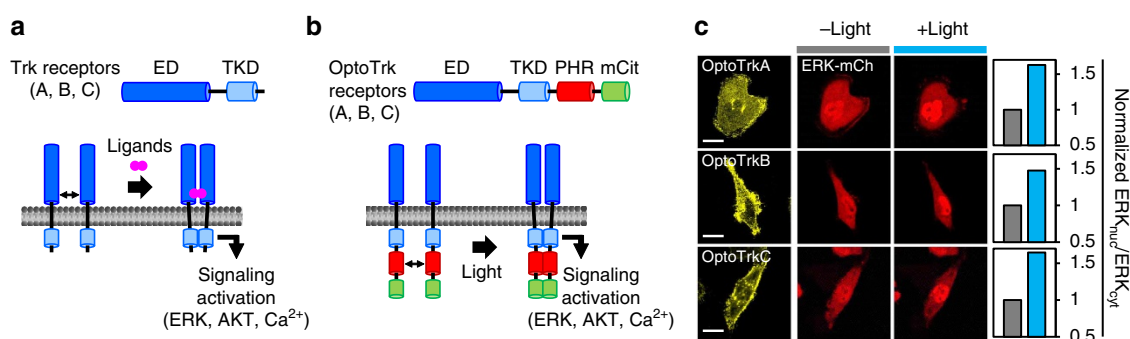 a
Trk receptors
(A, B, C)
ED
TKD
Ligands
Signaling
activation
(ERK, AKT, Ca²⁺)
b
OptoTrk
receptors
(A, B, C)
ED
TKD
PHR
mCit
Light
Signaling
activation
(ERK, AKT, Ca²⁺)
c
–Light
+Light
OptoTrkA
ERK-mCh
1.5
1
0.5
OptoTrkB
1.5
1
0.5
OptoTrkC
1.5
1
0.5
Normalized ERKnuc/ERKcyt